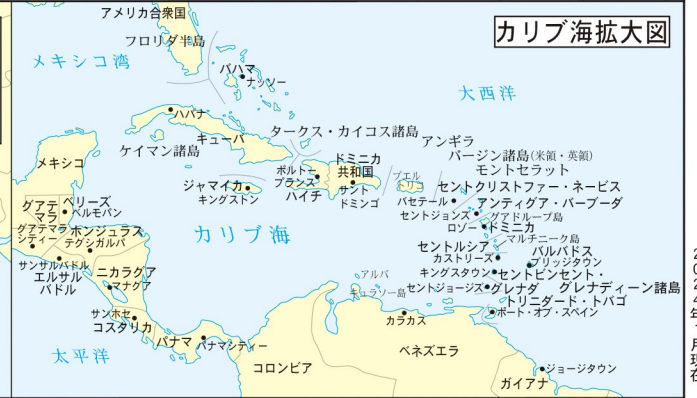 カリブ海拡大図
アメリカ合衆国
フロリダ半島
メキシコ湾
バハマ
ナッソー
大西洋
ハバナ
キューバ
タークス・カイコス諸島
アンギラ
バージン諸島(米領・英領)
モントセラット
ケイマン諸島
メキシコ
ドミニカ
共和国
ポルトー
プランス
ハイチ
サント
ドミンゴ
プエル
トリコ
ジャマイカ
キングストン
セントクリストファー・ネービス
バセテール
アンティグア・バーブーダ
セントジョンズ
グアドループ島
ロゾー
ドミニカ
マルチニーク島
グアテ
マラ
ベリーズ
ベルモパン
グアテマラ
シティー
ホンジュラス
テグシガルパ
カリブ海
セントルシア
カストリーズ
バルバドス
ブリッジタウン
キングスタウン
セントビンセント・
グレナディーン諸島
セントジョージズ
グレナダ
サンサルバドル
エルサル
バドル
ニカラグア
マナグア
アルバ
キュラソー島
トリニダード・トバゴ
ポート・オブ・スペイン
サンホセ
コスタリカ
カラカス
太平洋
パナマ
パナマシティー
コロンビア
ベネズエラ
ジョージタウン
ガイアナ